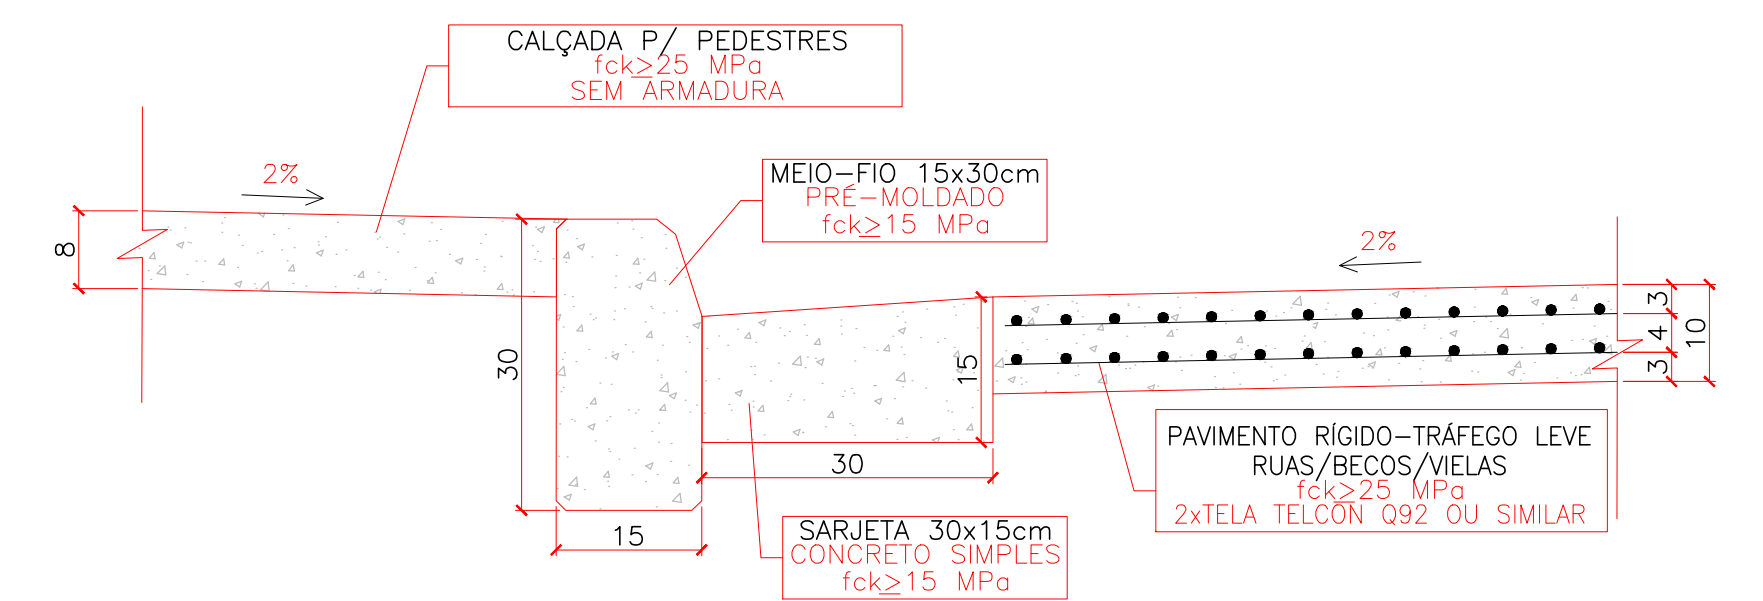 CALÇADA P/ PEDESTRES
fck≥25 MPa
SEM ARMADURA
2%
MEIO-FIO 15x30cm
PRÉ-MOLDADO
fck≥15 MPa
2%
8
30
15
30
15
3
4
3
10
PAVIMENTO RÍGIDO-TRÁFEGO LEVE
RUAS/BECOS/VIELAS
fck≥25 MPa
2xTELA TELCON Q92 OU SIMILAR
SARJETA 30x15cm
CONCRETO SIMPLES
fck≥15 MPa